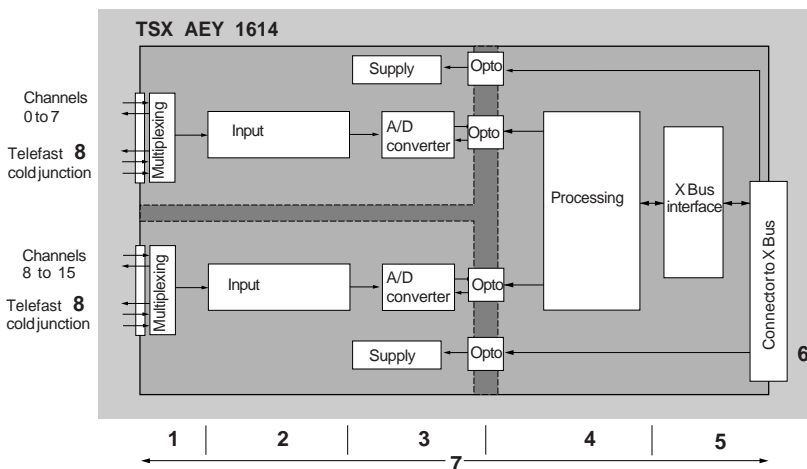 TSX AEY 1614
Supply
Opto
Channels
0 to 7
Multiplexing
Input
A/D
converter
Opto
Telefast 8
cold junction
Processing
X Bus
interface
Connector to X Bus
Channels
8 to 15
Multiplexing
Input
A/D
converter
Opto
Telefast 8
cold junction
Supply
Opto
6
1
2
3
4
5
7